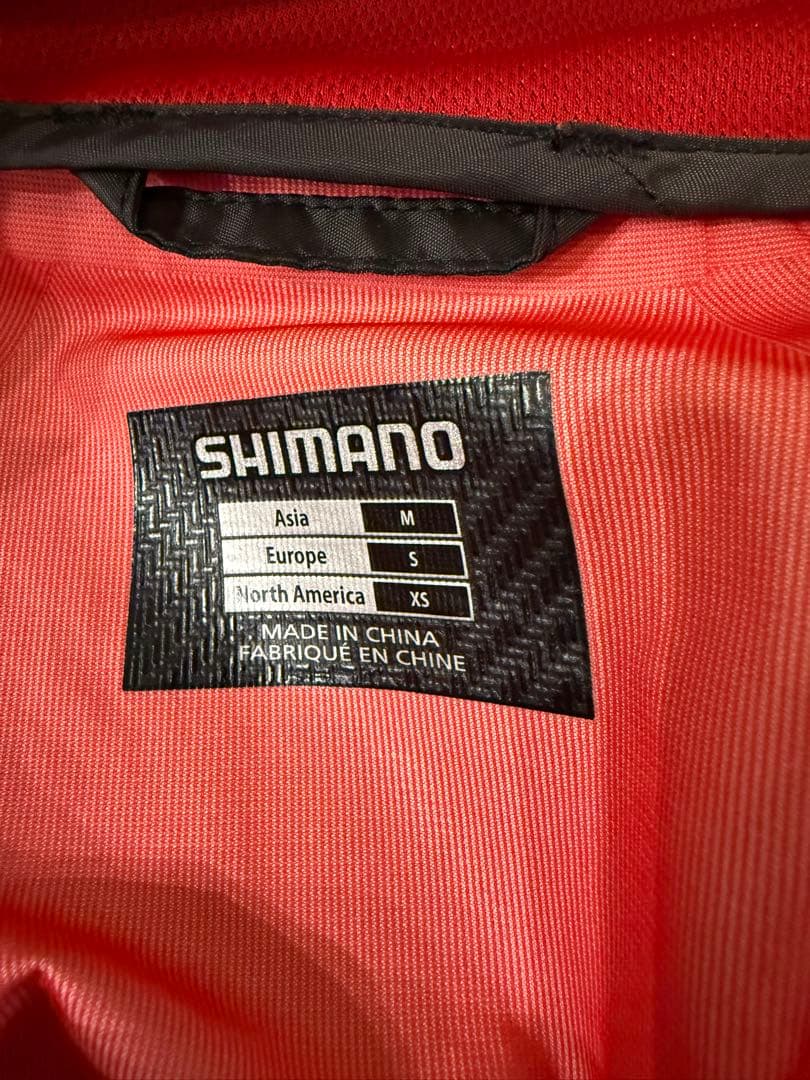 SHIMANO
Asia M
Europe S
North America XS
MADE IN CHINA
FABRIQUÉ EN CHINE